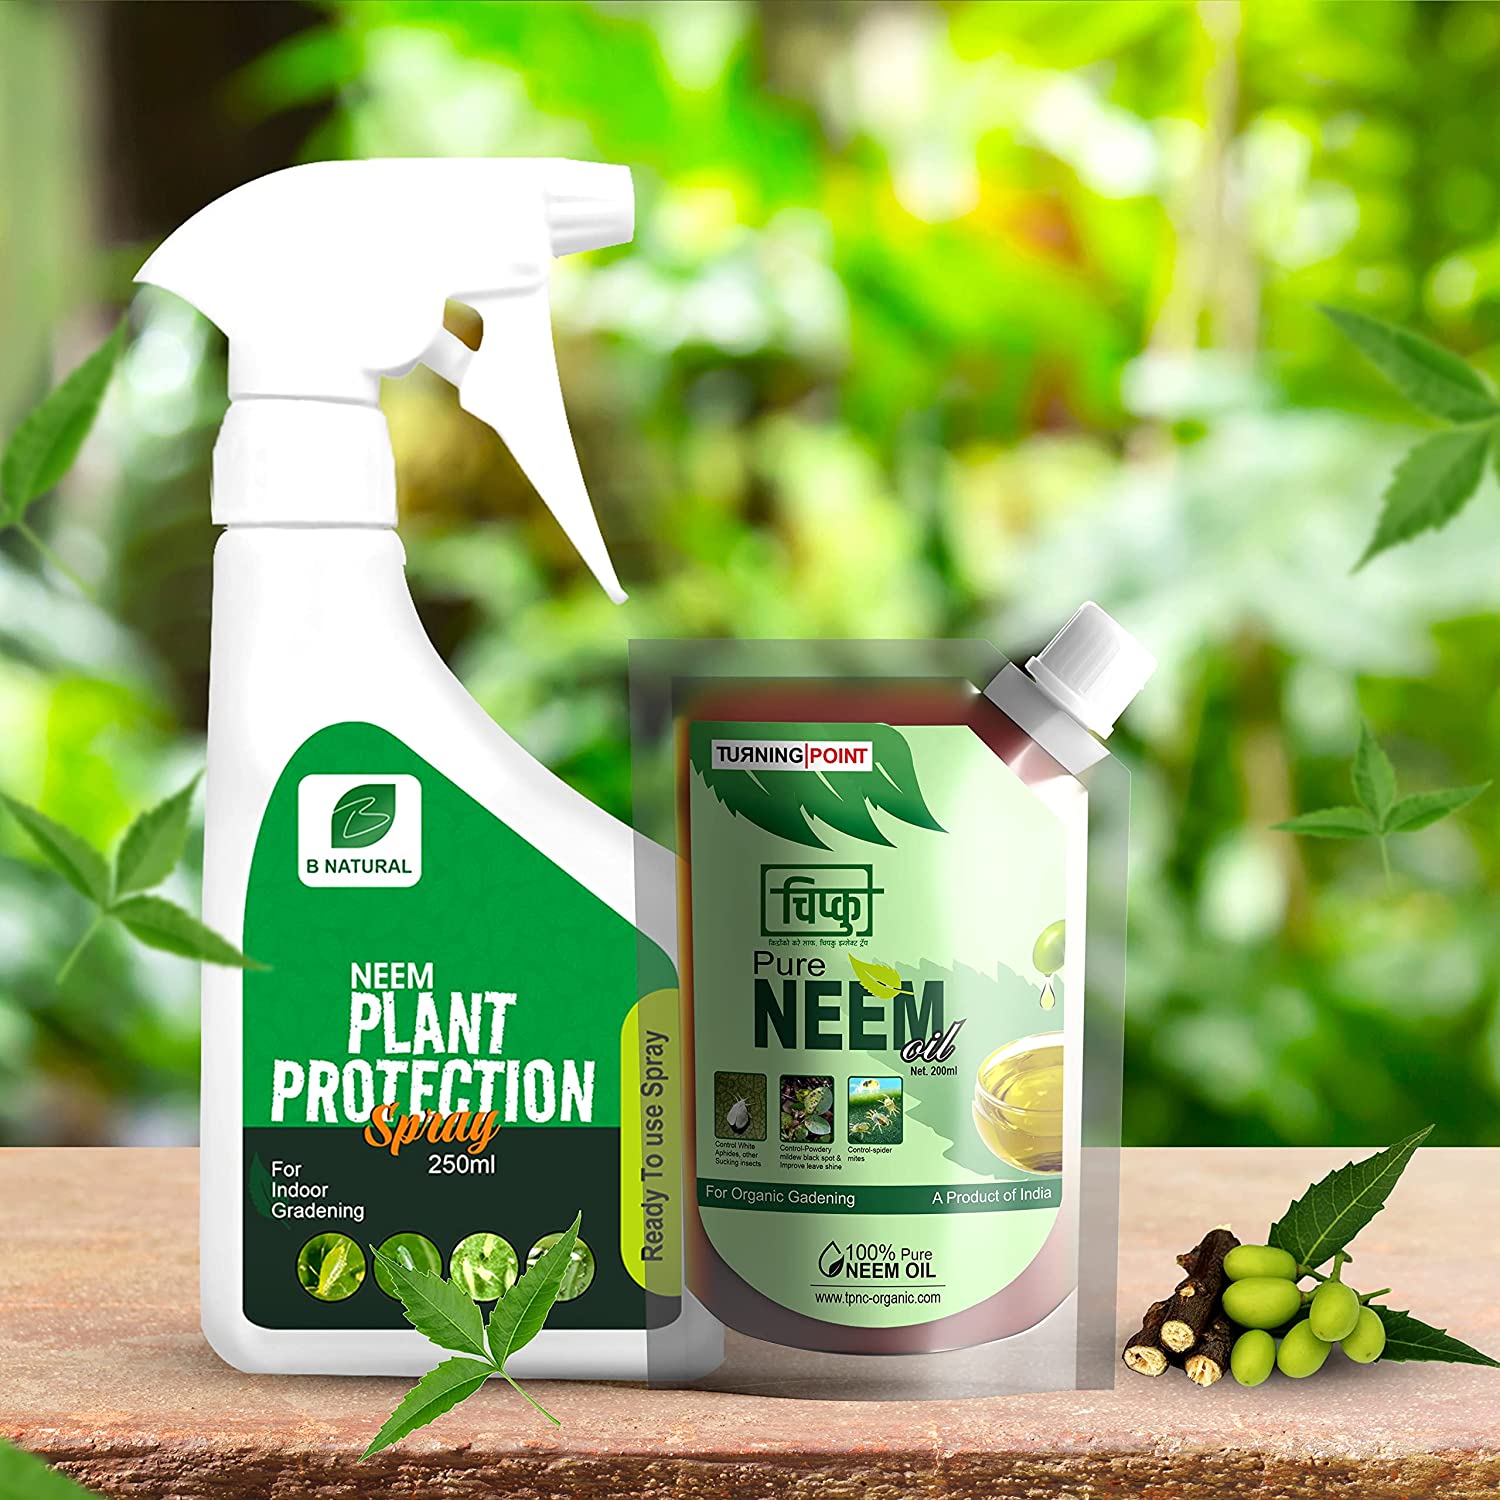 B
B NATURAL
NEEM
PLANT
PROTECTION
Spray
250ml
For
Indoor
Gradening
Ready To use Spray
TURNING|POINT
चिप्कु
Pure
NEEM
oil
Net. 200ml
Control White
Aphides, other
Sucking insects
Control-Powdery
mildew black spot &
Improve leave shine
Control-spider
mites
For Organic Gadening
A Product of India
100% Pure
NEEM OIL
www.tpnc-organic.com